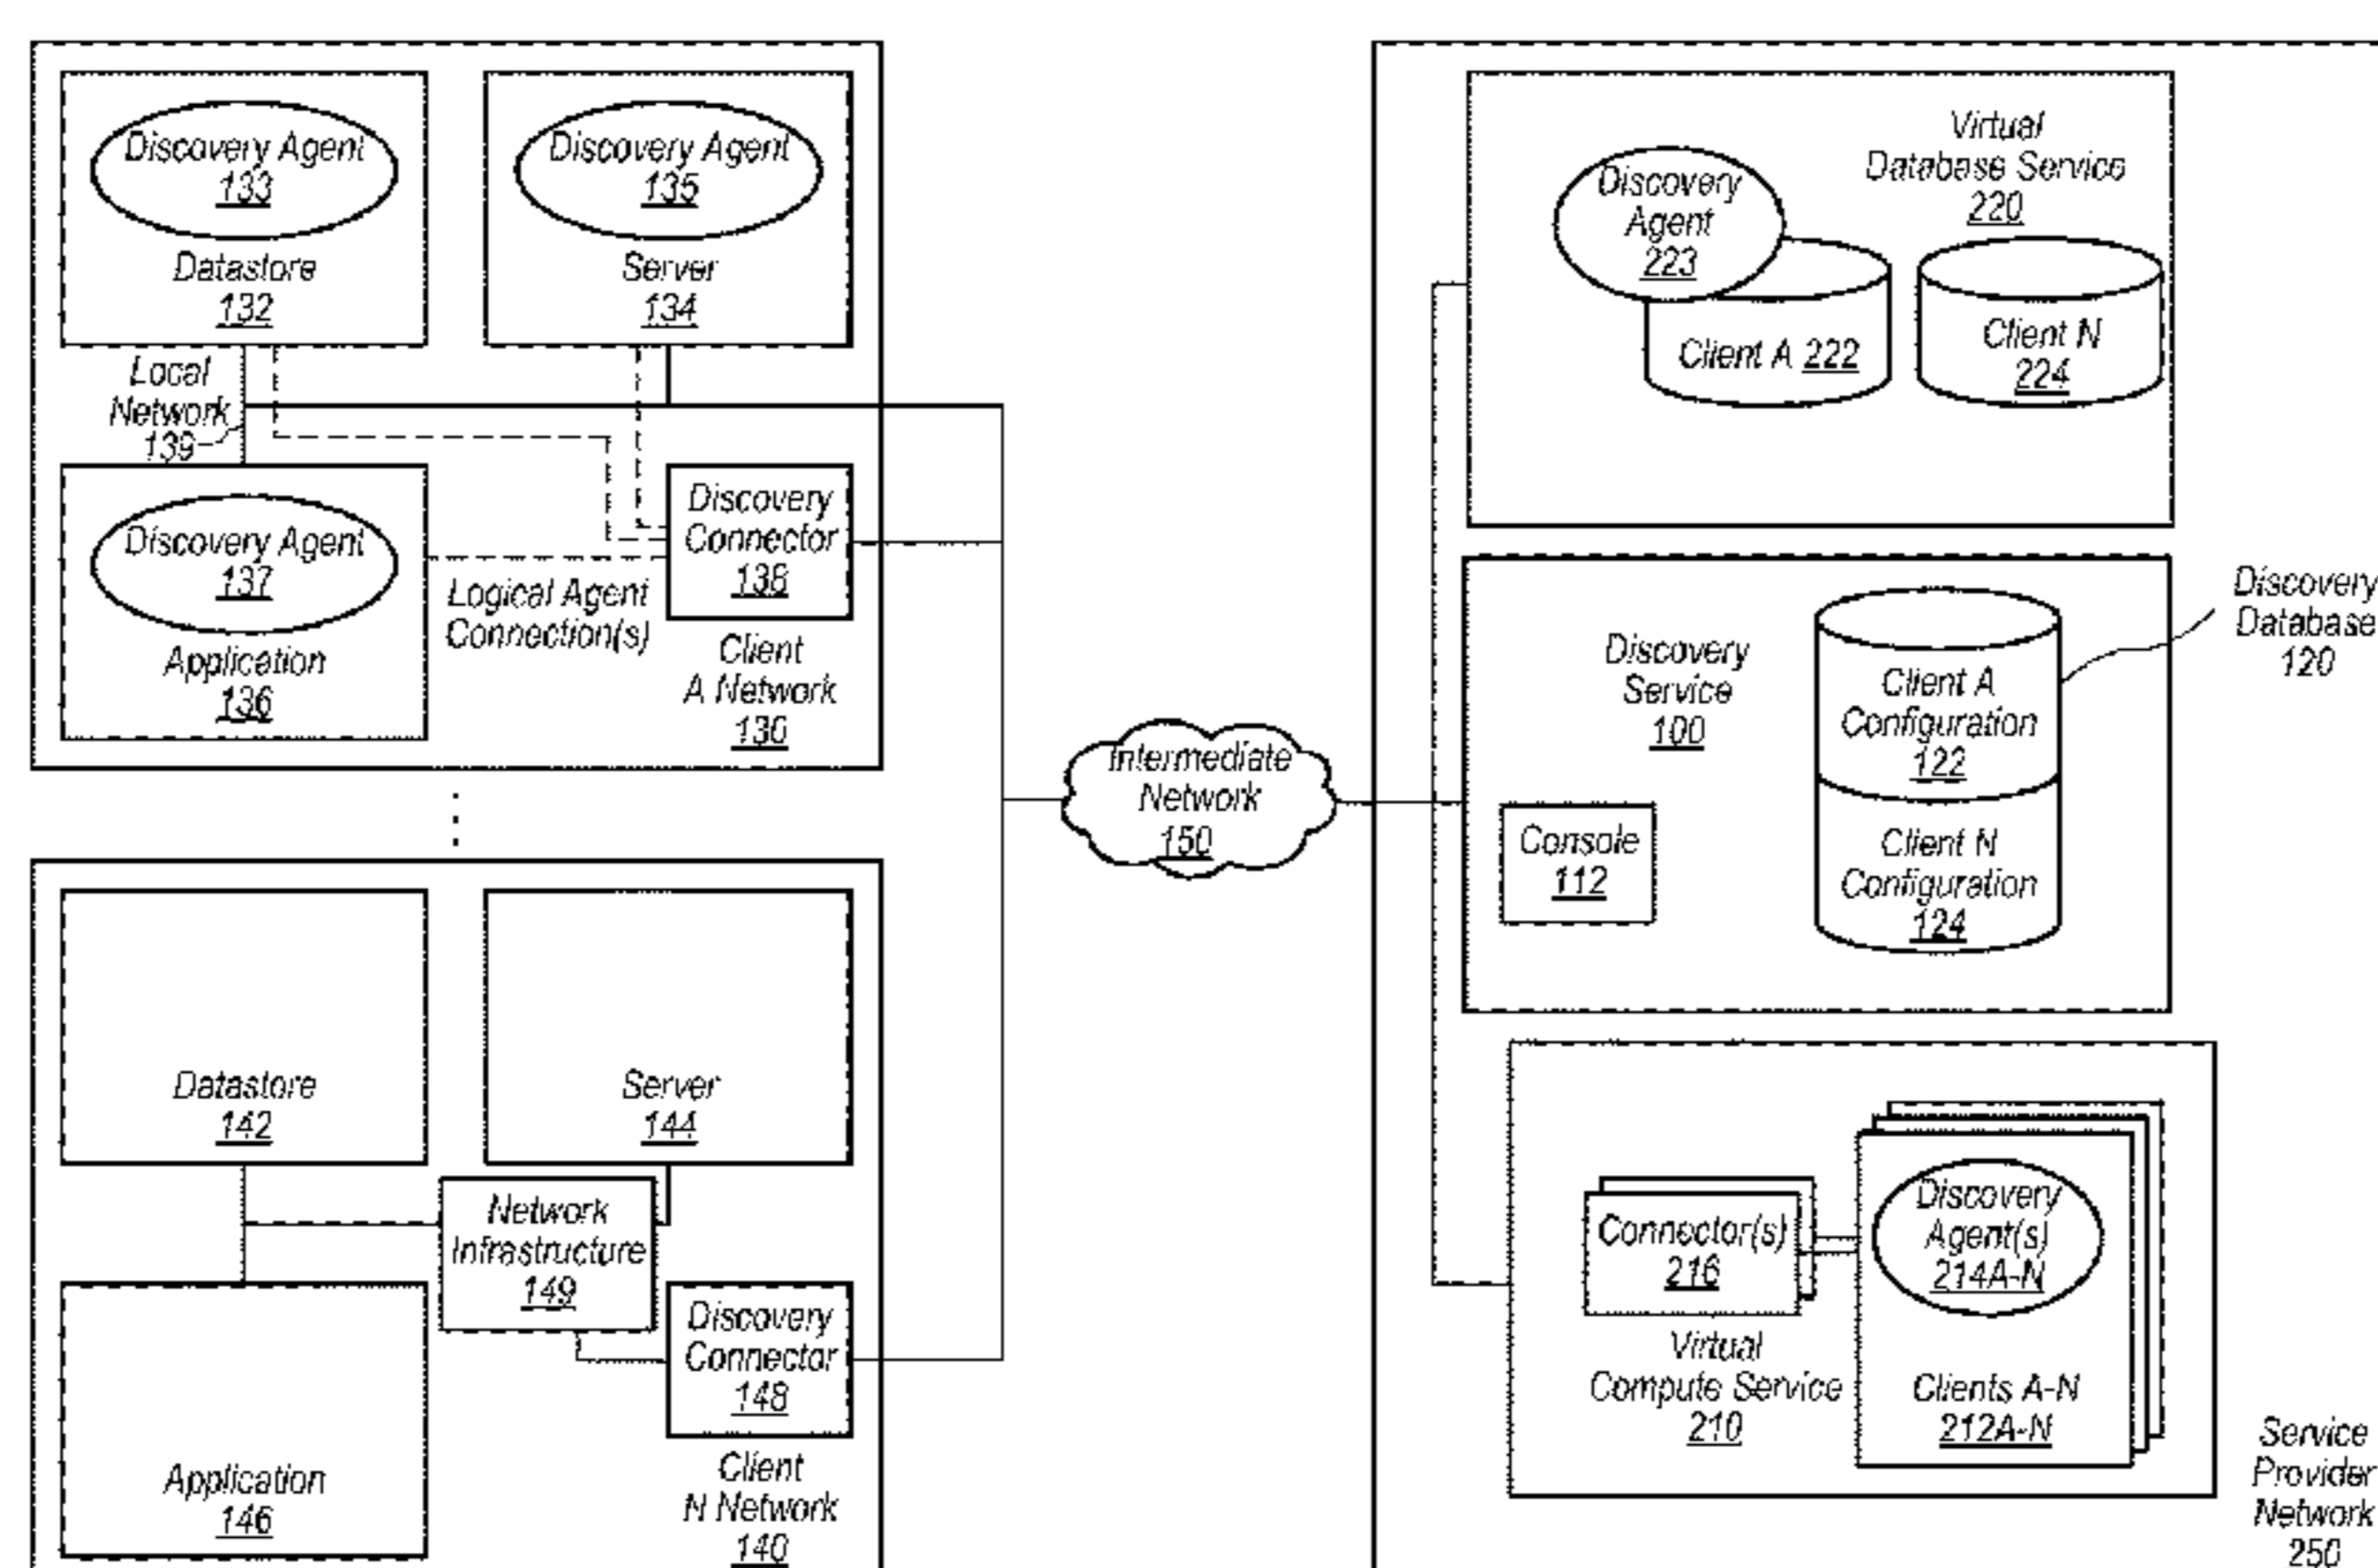 Discovery Agent
133
Datastore
132
Discovery Agent
135
Server
134
Local
Network
139
Discovery Agent
137
Application
136
Logical Agent
Connection(s)
Discovery
Connector
138
Client
A Network
130
Datastore
142
Server
144
Network
Infrastructure
149
Application
146
Discovery
Connector
148
Client
N Network
140
Intermediate
Network
150
Discovery
Agent
223
Virtual
Database Service
220
Client A 222
Client N
224
Discovery
Service
100
Console
112
Client A
Configuration
122
Client N
Configuration
124
Discovery
Database
120
Connector(s)
216
Virtual
Compute Service
210
Discovery
Agent(s)
214A-N
Clients A-N
212A-N
Service
Provider
Network
250